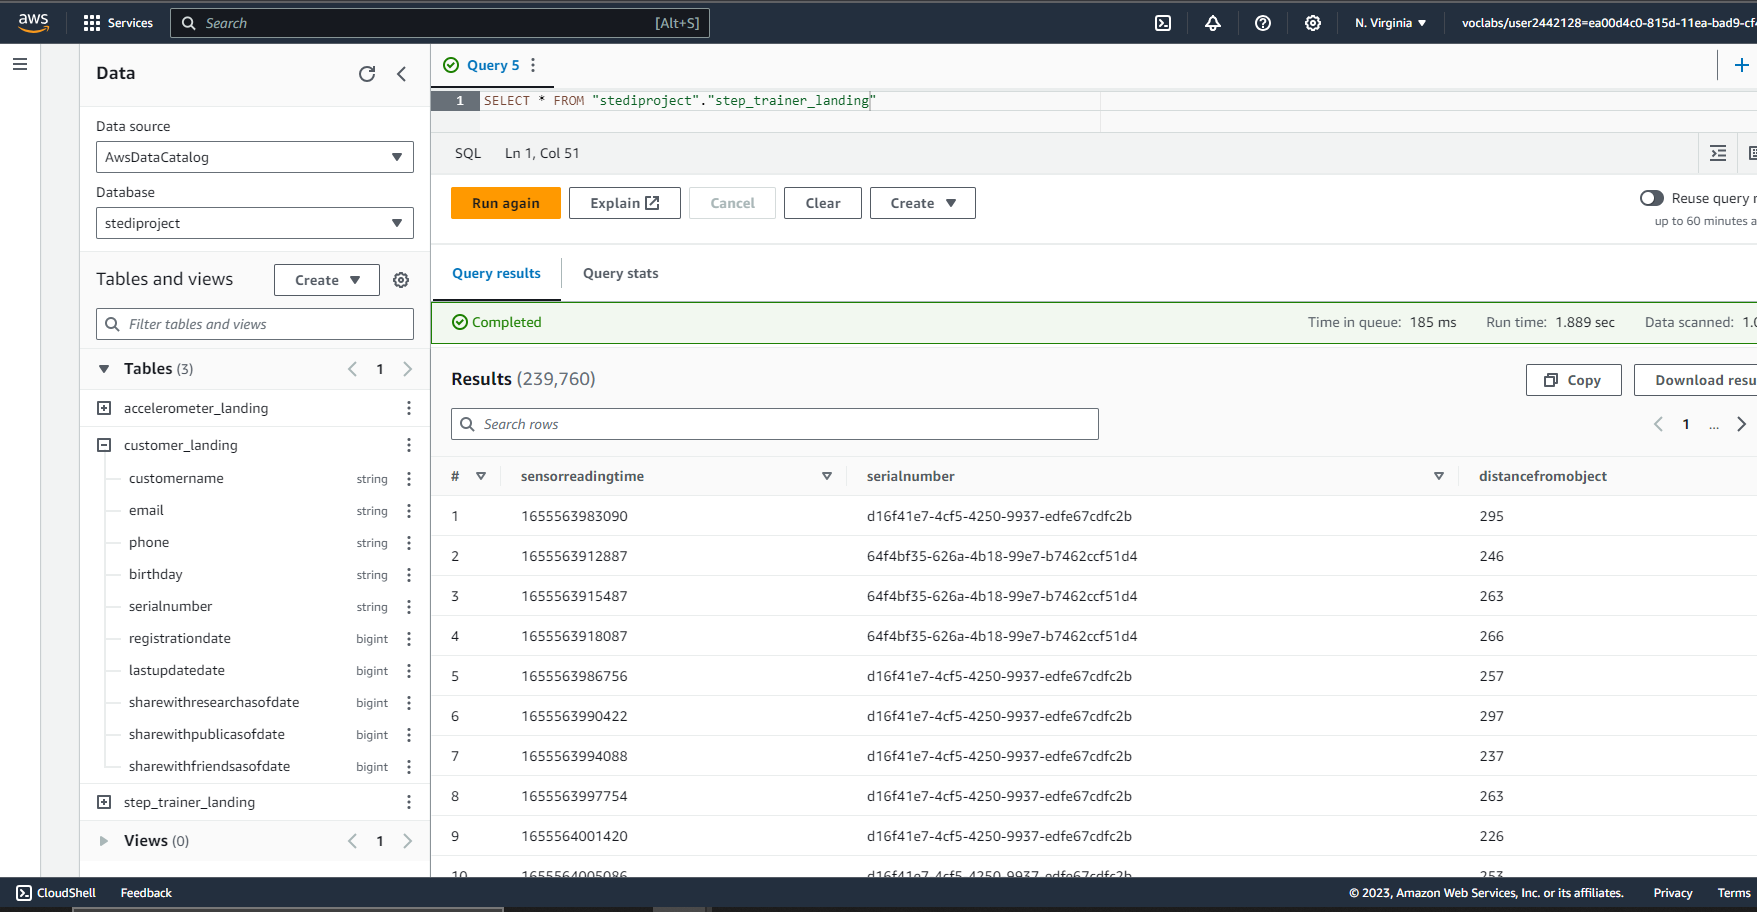 aws
Services
Search
[Alt+S]
N. Virginia
voclabs/user2442128=ea00d4c0-815d-11ea-bad9-cf
Data
Data source
AwsDataCatalog
Database
stediproject
Tables and views
Create
Filter tables and views
Tables (3)
1
accelerometer_landing
customer_landing
customername string
email string
phone string
birthday string
serialnumber string
registrationdate bigint
lastupdatedate bigint
sharewithresearchasofdate bigint
sharewithpublicasofdate bigint
sharewithfriendsasofdate bigint
step_trainer_landing
Views (0)
1
Query 5
1 SELECT * FROM "stediproject"."step_trainer_landing"
SQL Ln 1, Col 51
Run again
Explain
Cancel
Clear
Create
Reuse query
up to 60 minutes a
Query results
Query stats
Completed
Time in queue: 185 ms Run time: 1.889 sec Data scanned: 1.
Results (239,760)
Copy
Download resu
Search rows
1 ...
# sensorreadingtime serialnumber distancefromobject
1 1655563983090 d16f41e7-4cf5-4250-9937-edfe67cdfc2b 295
2 1655563912887 64f4bf35-626a-4b18-99e7-b7462ccf51d4 246
3 1655563915487 64f4bf35-626a-4b18-99e7-b7462ccf51d4 263
4 1655563918087 64f4bf35-626a-4b18-99e7-b7462ccf51d4 266
5 1655563986756 d16f41e7-4cf5-4250-9937-edfe67cdfc2b 257
6 1655563990422 d16f41e7-4cf5-4250-9937-edfe67cdfc2b 297
7 1655563994088 d16f41e7-4cf5-4250-9937-edfe67cdfc2b 237
8 1655563997754 d16f41e7-4cf5-4250-9937-edfe67cdfc2b 263
9 1655564001420 d16f41e7-4cf5-4250-9937-edfe67cdfc2b 226
10 1655564005086 d16f41e7-4cf5-4250-9937-edfe67cdfc2b 253
CloudShell
Feedback
© 2023, Amazon Web Services, Inc. or its affiliates.
Privacy
Terms